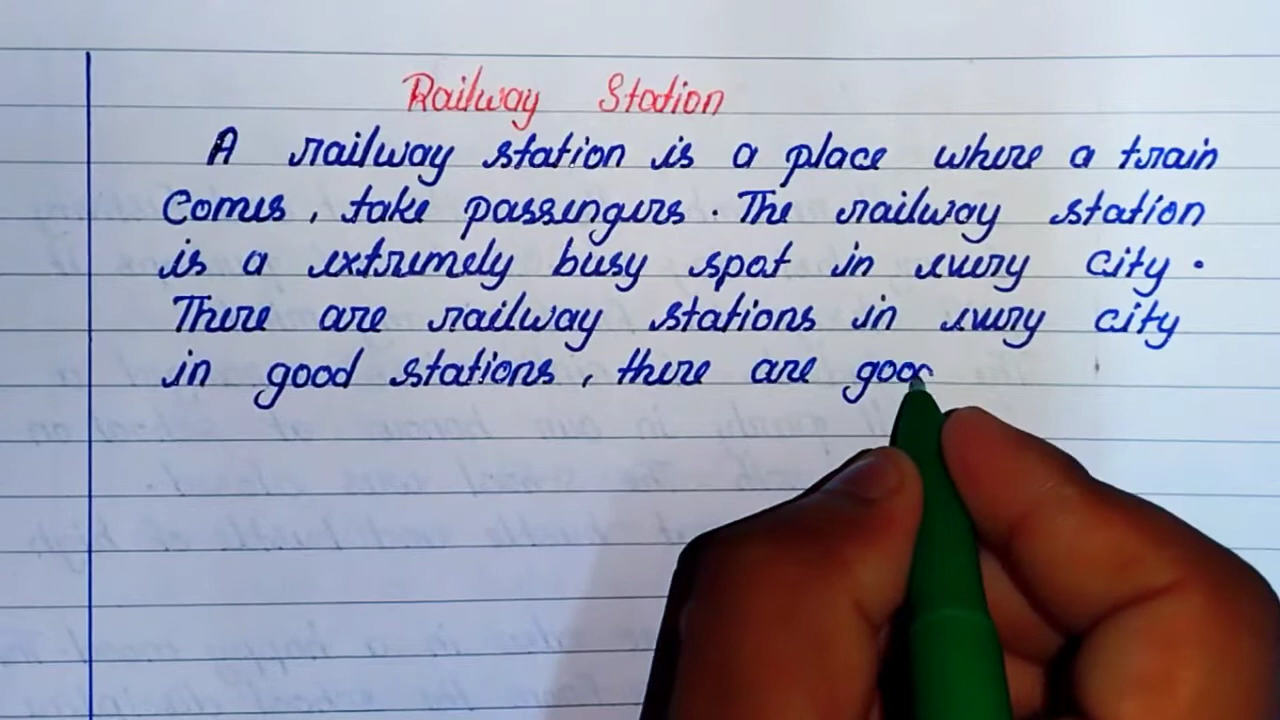 Railway Station
A railway station is a place where a train
Comes, take passengers. The railway station
is a extremely busy spot in every city.
There are railway stations in every city
in good stations, there are goo